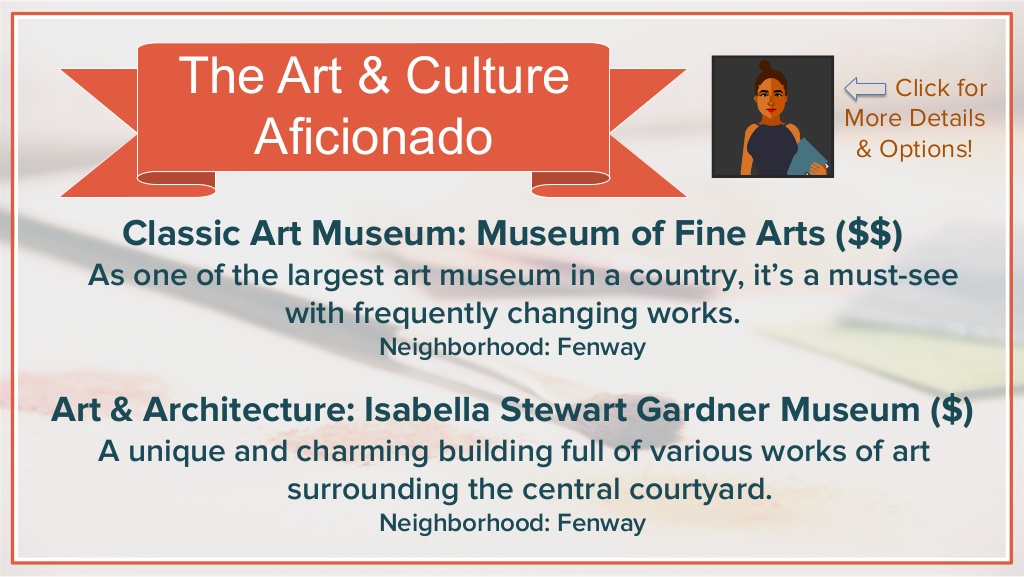 The Art & Culture
Aficionado
Click for
More Details
& Options!
Classic Art Museum: Museum of Fine Arts ($$)
As one of the largest art museum in a country, it’s a must-see
with frequently changing works.
Neighborhood: Fenway
Art & Architecture: Isabella Stewart Gardner Museum ($)
A unique and charming building full of various works of art
surrounding the central courtyard.
Neighborhood: Fenway